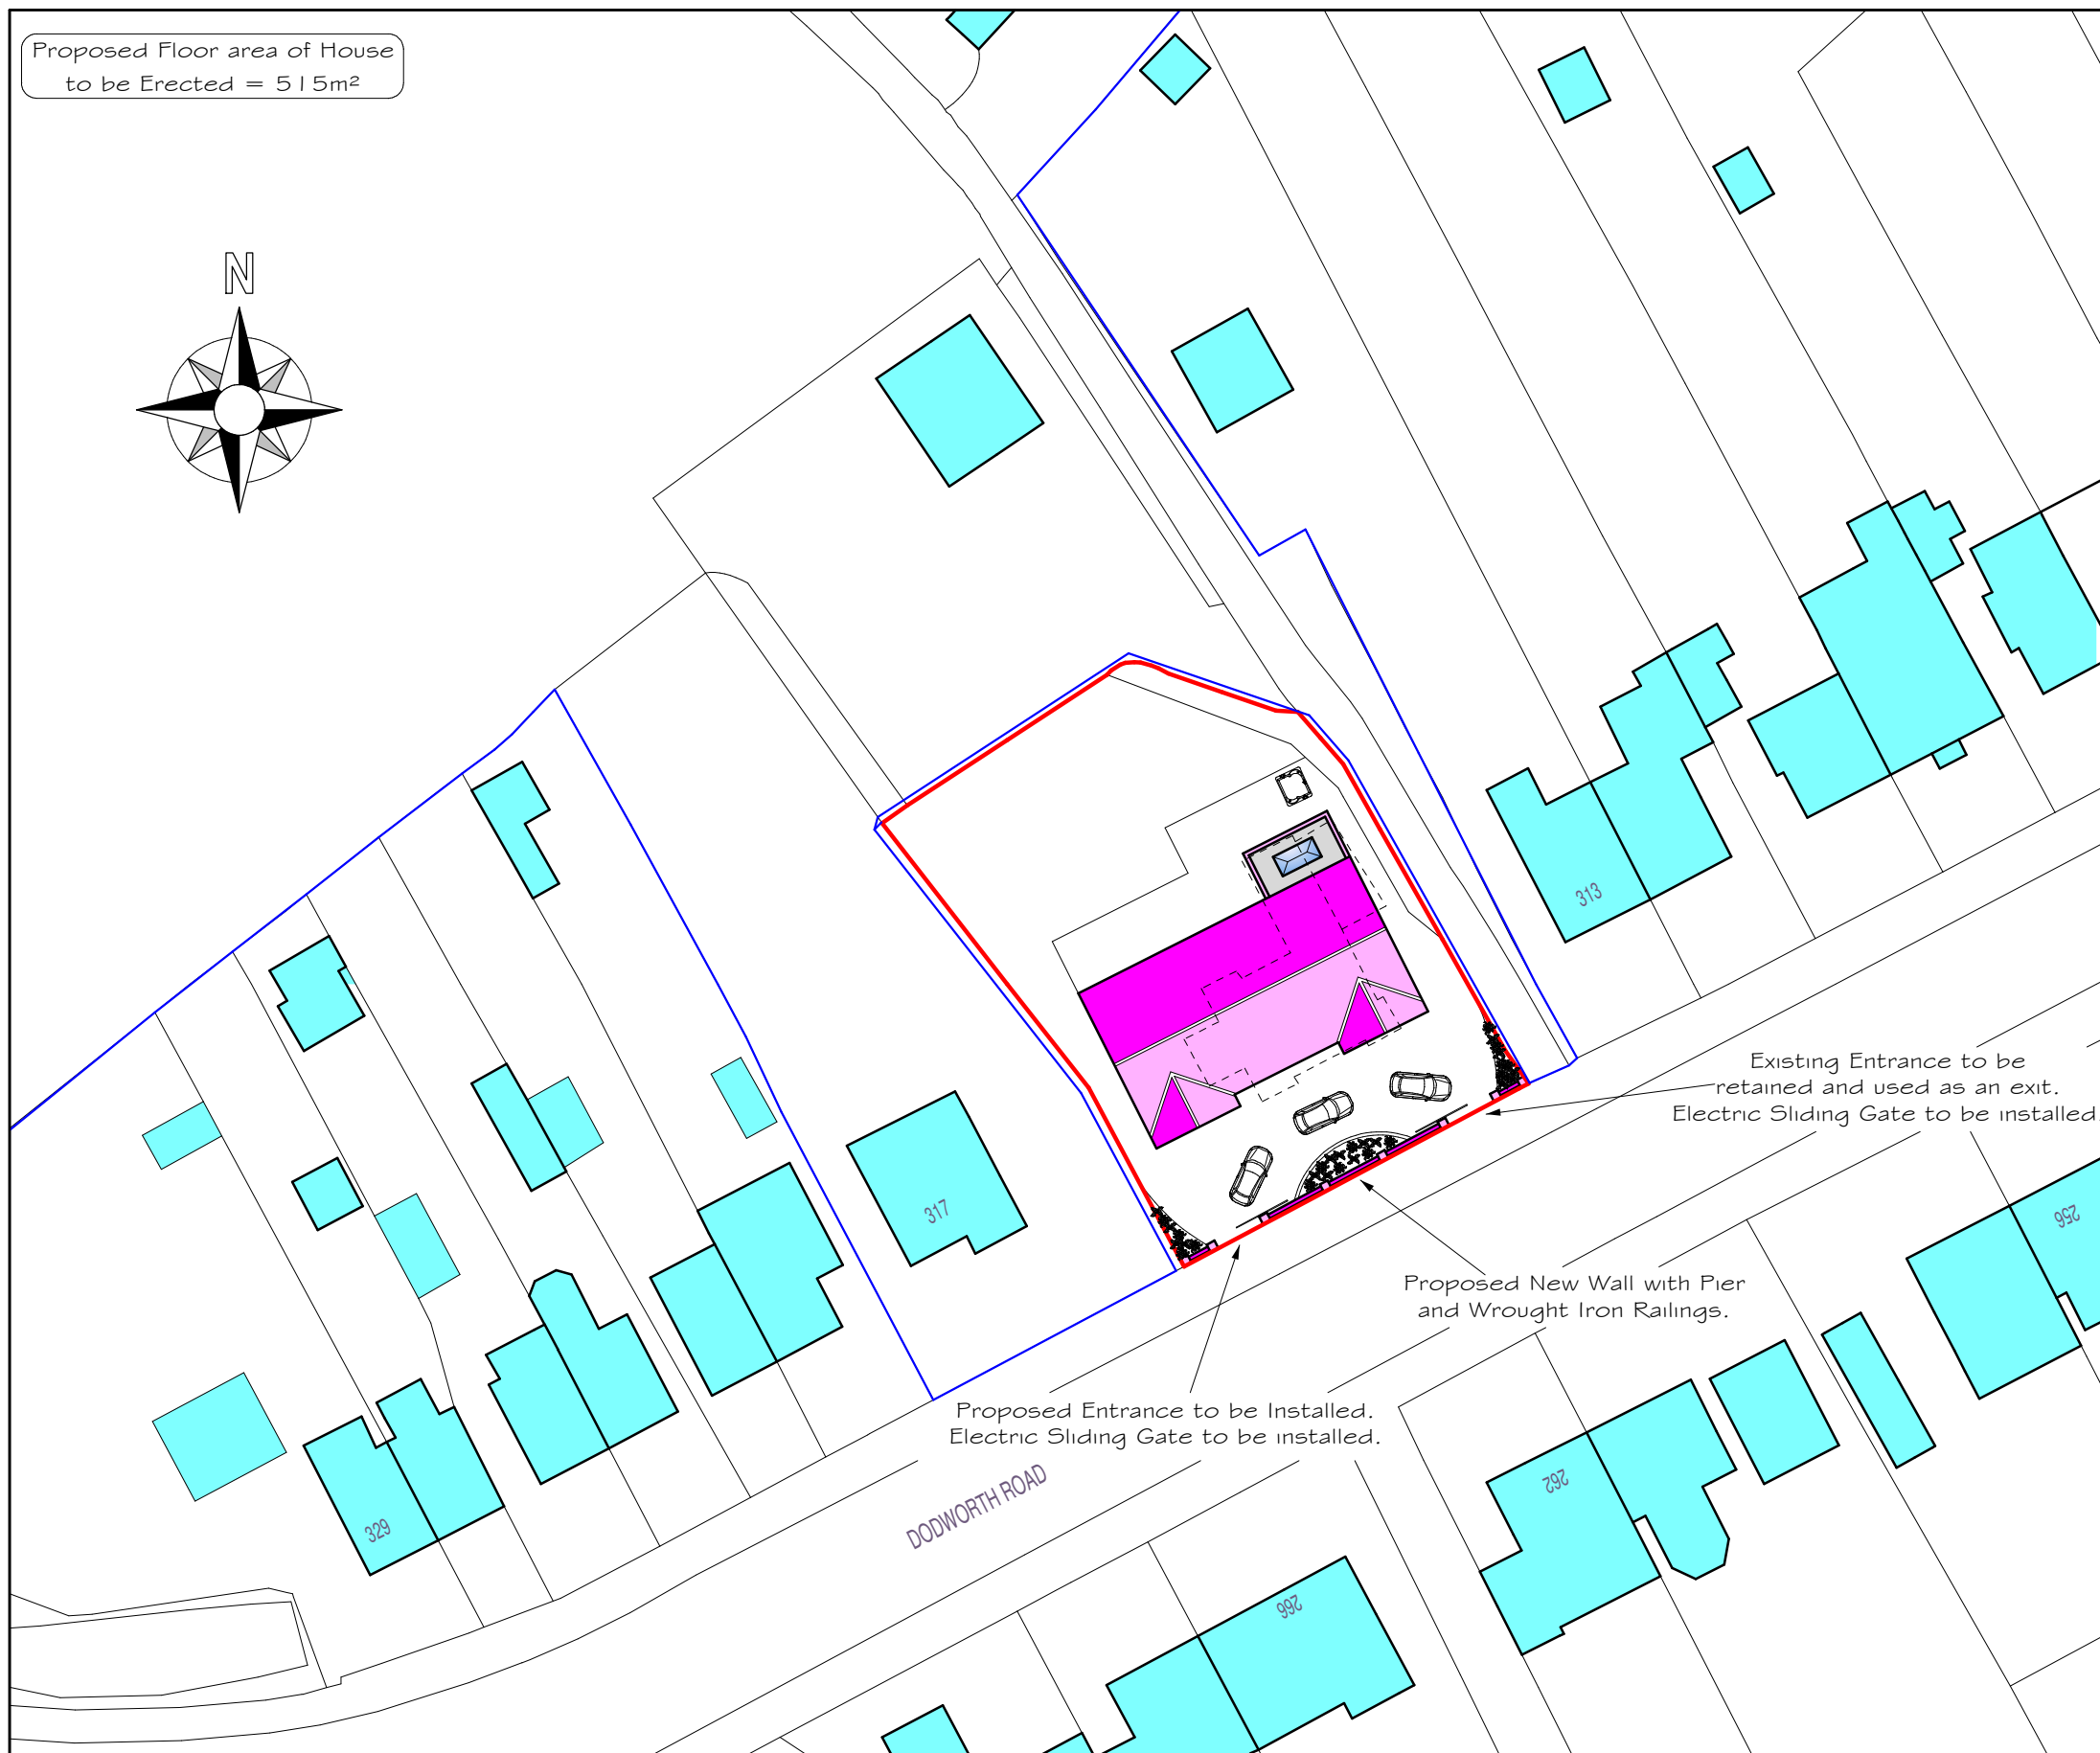 Proposed Floor area of House
to be Erected = 515m²
N
313
Existing Entrance to be
retained and used as an exit.
Electric Sliding Gate to be installed.
317
256
Proposed New Wall with Pier
and Wrought Iron Railings.
Proposed Entrance to be Installed.
Electric Sliding Gate to be installed.
DODWORTH ROAD
262
329
266